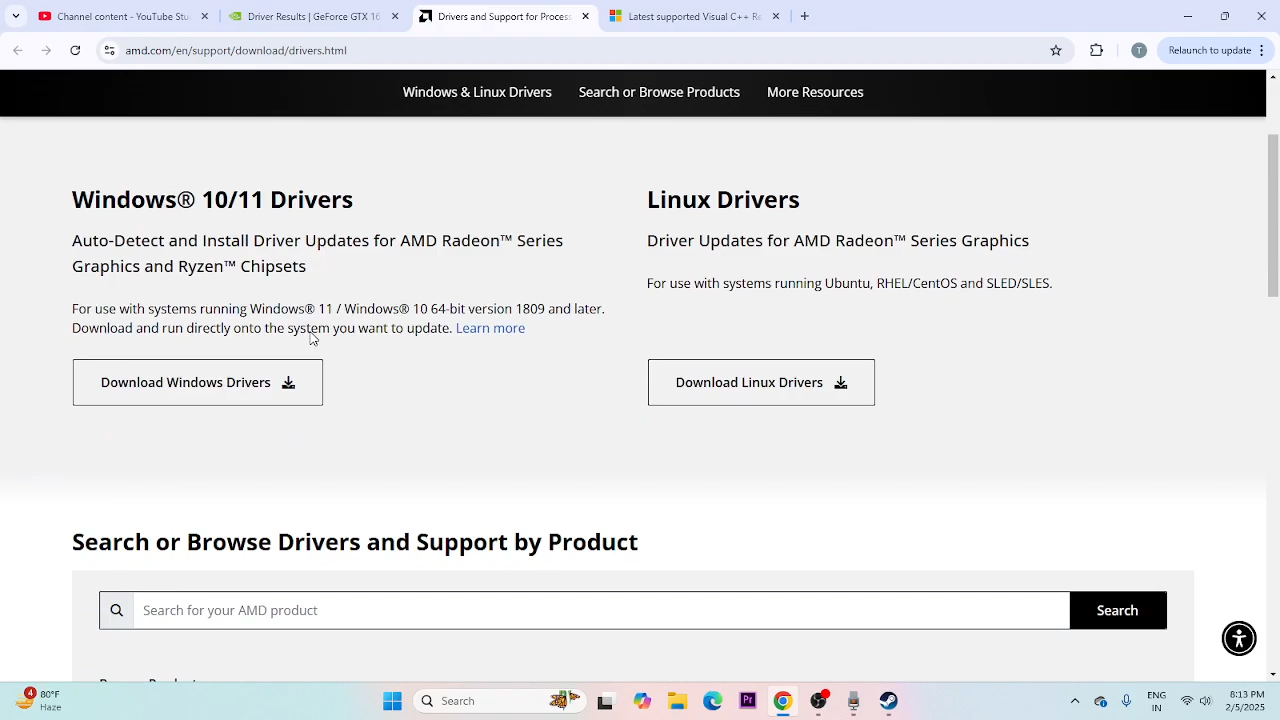 YouTube Stu
Driver Results | GeForce GTX 16
Drivers and Support for Process
Latest supported Visual C++ Re
amd.com/en/support/download/drivers.html
T
Relaunch to update
Windows & Linux Drivers
Search or Browse Products
More Resources
Windows® 10/11 Drivers
Auto-Detect and Install Driver Updates for AMD Radeon™ Series
Graphics and Ryzen™ Chipsets
For use with systems running Windows® 11 / Windows® 10 64-bit version 1809 and later.
Download and run directly onto the system you want to update. Learn more
Download Windows Drivers
Linux Drivers
Driver Updates for AMD Radeon™ Series Graphics
For use with systems running Ubuntu, RHEL/CentOS and SLED/SLES.
Download Linux Drivers
Search or Browse Drivers and Support by Product
Search for your AMD product
Search
4
80°F
Haze
Search
Pr
ENG
IN
8:13 PM
2/5/2025